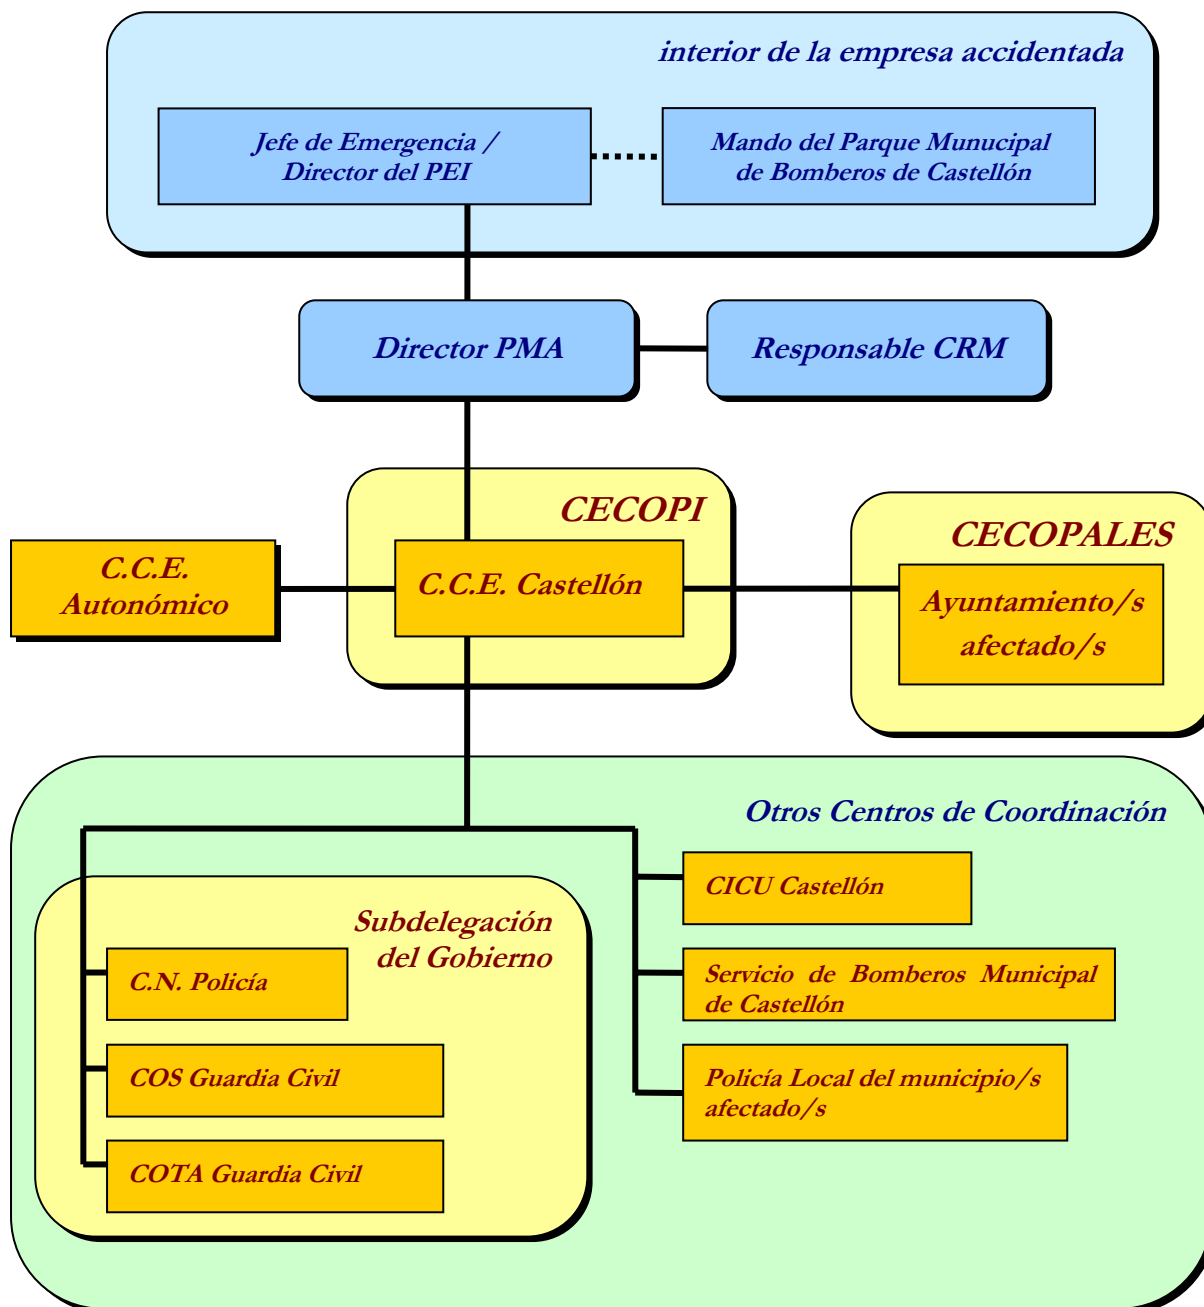 interior de la empresa accidentada
Jefe de Emergencia /
Director del PEI
Mando del Parque Munucipal
de Bomberos de Castellón
Director PMA
Responsable CRM
CECOPI
C.C.E. Castellón
C.C.E.
Autonómico
CECOPALES
Ayuntamiento/s
afectado/s
Otros Centros de Coordinación
Subdelegación
del Gobierno
C.N. Policía
COS Guardia Civil
COTA Guardia Civil
CICU Castellón
Servicio de Bomberos Municipal
de Castellón
Policía Local del municipio/s
afectado/s